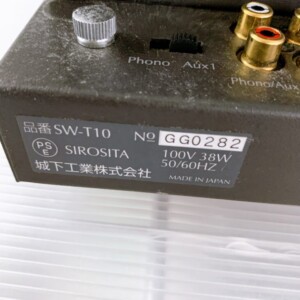 Phono Aux1
Phono/Au
品番 SW-T10 No GG0282
PSE SIROSITA 100V 38W
50/60HZ
城下工業株式会社
MADE IN JAPAN